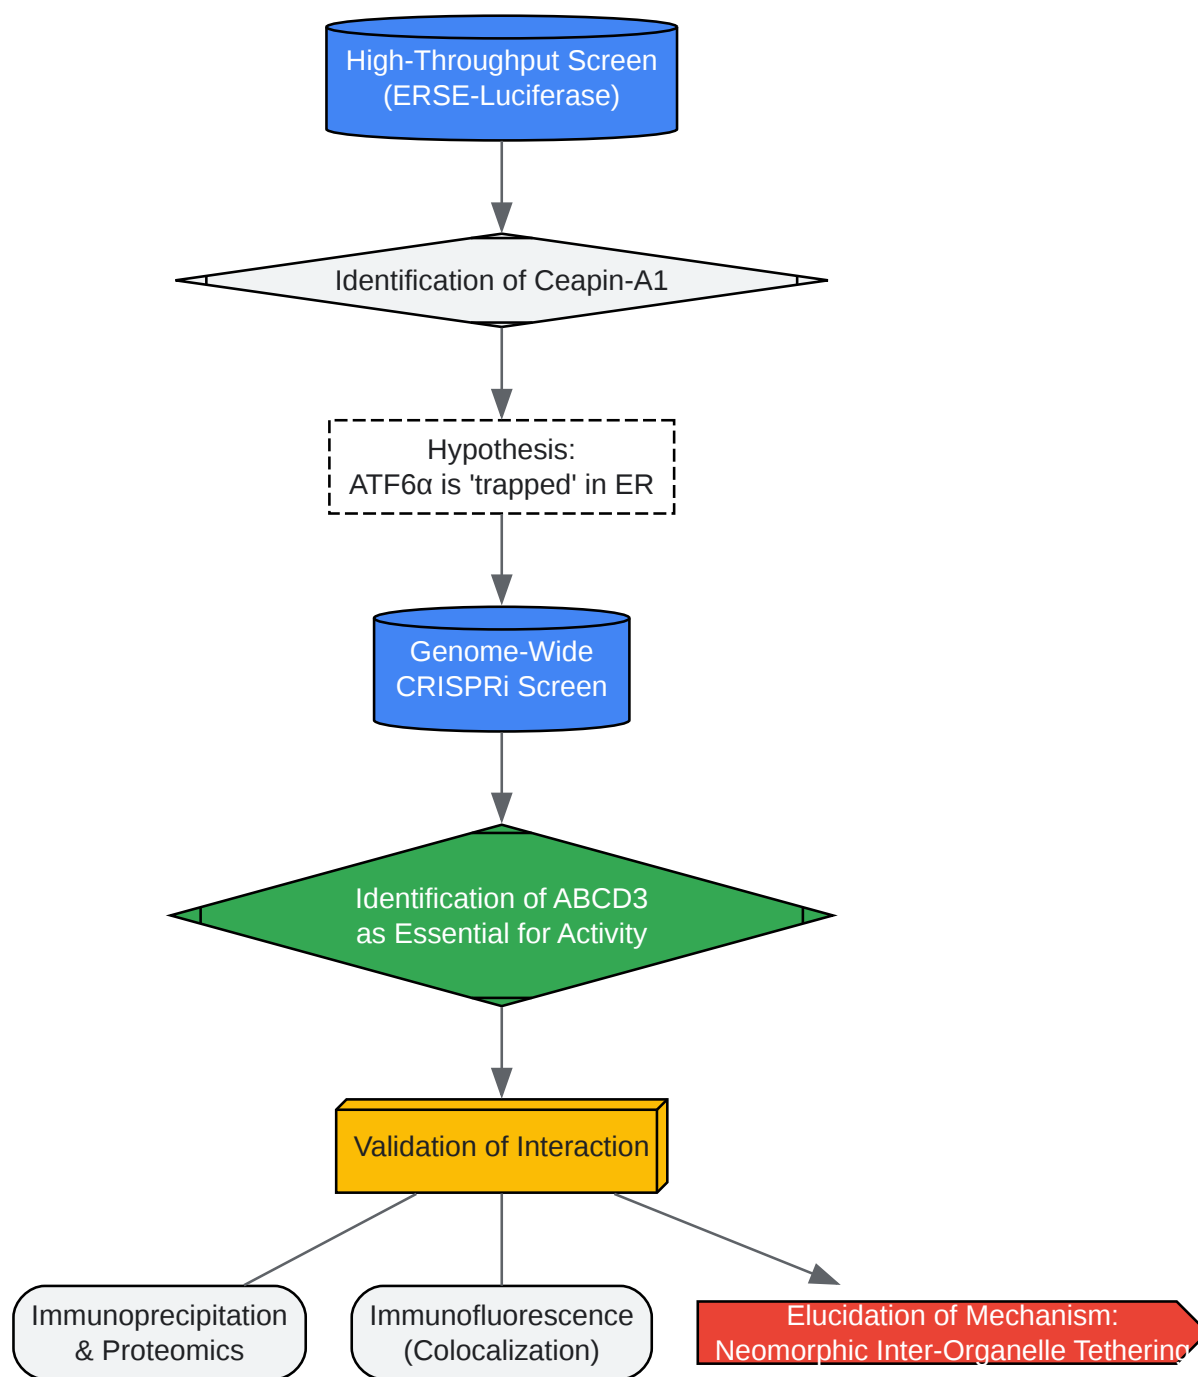 High-Throughput Screen
(ERSE-Luciferase)
Identification of Ceapin-A1
Hypothesis:
ATF6α is 'trapped' in ER
Genome-Wide
CRISPRi Screen
Identification of ABCD3
as Essential for Activity
Validation of Interaction
Immunoprecipitation
& Proteomics
Immunofluorescence
(Colocalization)
Elucidation of Mechanism:
Neomorphic Inter-Organelle Tethering